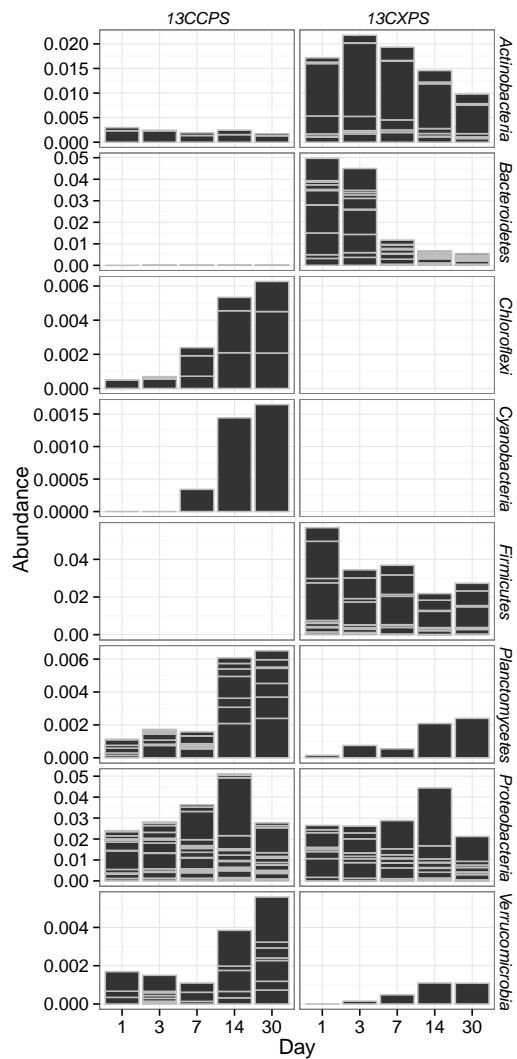 13CCPS 13CXPS
0.020
0.015
0.010
0.005
0.000
Actinobacteria
0.05
0.04
0.03
0.02
0.01
0.00
Bacteroidetes
0.006
0.004
0.002
0.000
Chloroflexi
0.0015
0.0010
0.0005
0.0000
Cyanobacteria
Abundance
0.04
0.02
0.00
Firmicutes
0.006
0.004
0.002
0.000
Planctomycetes
0.05
0.04
0.03
0.02
0.01
0.00
Proteobacteria
0.004
0.002
0.000
Verrucomicrobia
1 3 7 14 30 1 3 7 14 30
Day